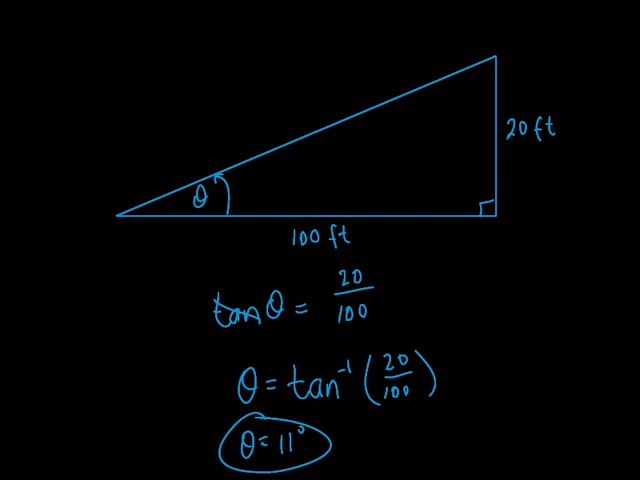 θ
20 ft
100 ft
tanθ = 20/100
θ = tan⁻¹ (20/100)
θ = 11°